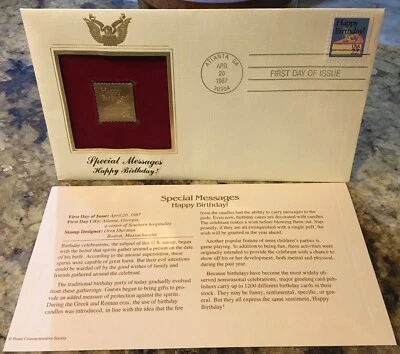 ATLANTA GA
APR
20
1987
30304
FIRST DAY OF ISSUE
Happy
Birthday!
Happy
Birthday!
Special Messages
Happy Birthday!
Special Messages
Happy Birthday!
First Day of Issue: April 20, 1987
First Day City: Atlanta, Georgia,
a center of Southern hospitality
Stamp Designer: Oren Sherman
Boston, Massachusetts
Birthday celebrations, the subject of this U.S. stamp, began
with the belief that spirits gather around a person on the date
of his birth. According to the ancient superstitions, these
spirits were capable of great harm. But their evil intentions
could be warded off by the good wishes of family and
friends gathered around the celebrant.
The traditional birthday party of today gradually evolved
from these gatherings. Guests began to bring gifts to pro-
vide an added measure of protection against the spirits.
During the Greek and Roman eras, the use of birthday
candles was introduced, in line with the idea that the fire
from the candles had the ability to carry messages to the
gods. Even now, birthday cakes are decorated with candles.
The celebrant makes a wish before blowing them out. Sup-
posedly, if they are all extinguished with a single puff, the
wish will be granted in the year ahead.
Another popular feature of most children's parties is
game playing. In addition to being fun, these activities were
originally intended to provide the celebrant with a chance to
show off his or her development, both mental and physical,
during the past year.
Because birthdays have become the most widely ob-
served nonseasonal celebrations, major greeting card pub-
lishers carry up to 1200 different birthday cards in their
stock. They may be funny, sentimental, specific, or gen-
eral. But they all express the same sentiment, Happy
Birthday!
© Postal Commemorative Society